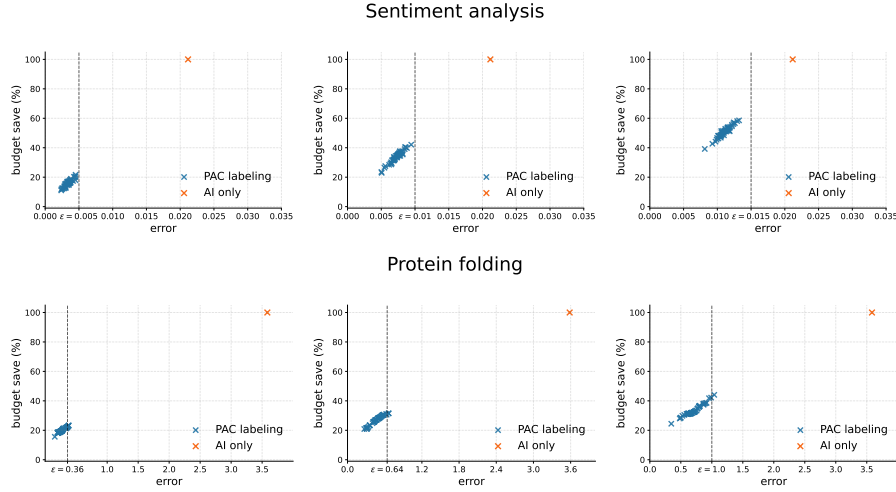 Sentiment analysis
budget save (%)
100
80
60
40
20
0
PAC labeling
AI only
0.000 ε=0.005 0.010 0.015 0.020 0.025 0.030 0.035
error
budget save (%)
100
80
60
40
20
0
PAC labeling
AI only
0.000 0.005 ε=0.01 0.015 0.020 0.025 0.030 0.035
error
budget save (%)
100
80
60
40
20
0
PAC labeling
AI only
0.000 0.005 0.010 ε=0.015 0.020 0.025 0.030 0.035
error
Protein folding
budget save (%)
100
80
60
40
20
0
PAC labeling
AI only
ε=0.36 1.0 1.5 2.0 2.5 3.0 3.5
error
budget save (%)
100
80
60
40
20
0
PAC labeling
AI only
0.0 ε=0.64 1.2 1.8 2.4 3.0 3.6
error
budget save (%)
100
80
60
40
20
0
PAC labeling
AI only
0.0 0.5 ε=1.0 1.5 2.0 2.5 3.0 3.5
error